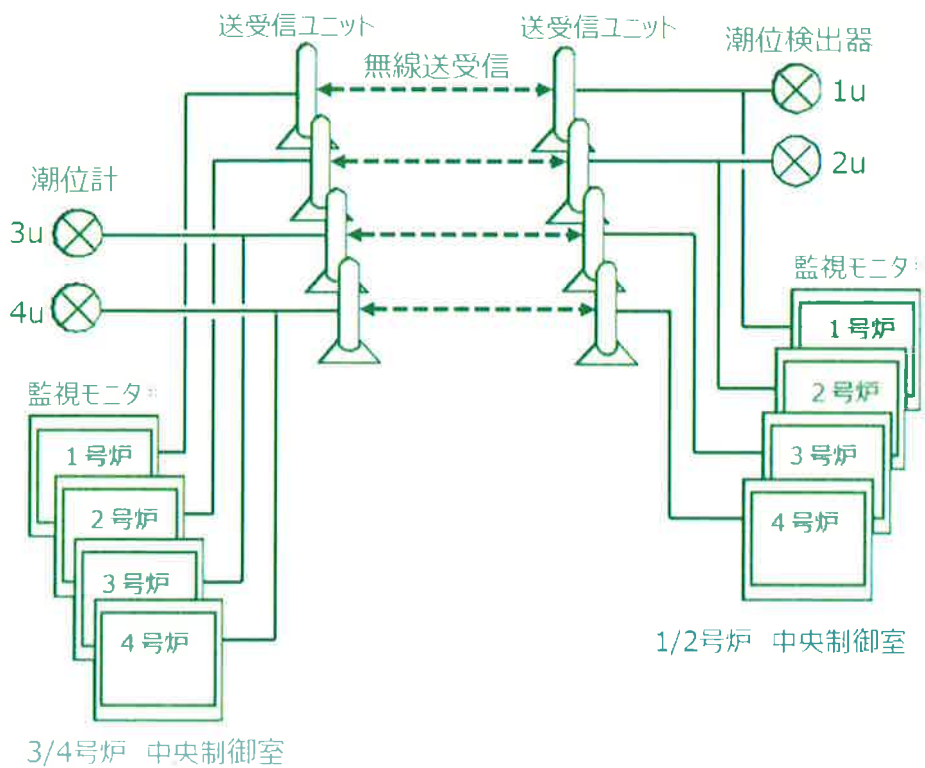 送受信ユニット
送受信ユニット
潮位検出器
無線送受信
1u
2u
潮位計
3u
4u
監視モニタ※
1号炉
2号炉
3号炉
4号炉
1/2号炉 中央制御室
監視モニタ※
1号炉
2号炉
3号炉
4号炉
3/4号炉 中央制御室